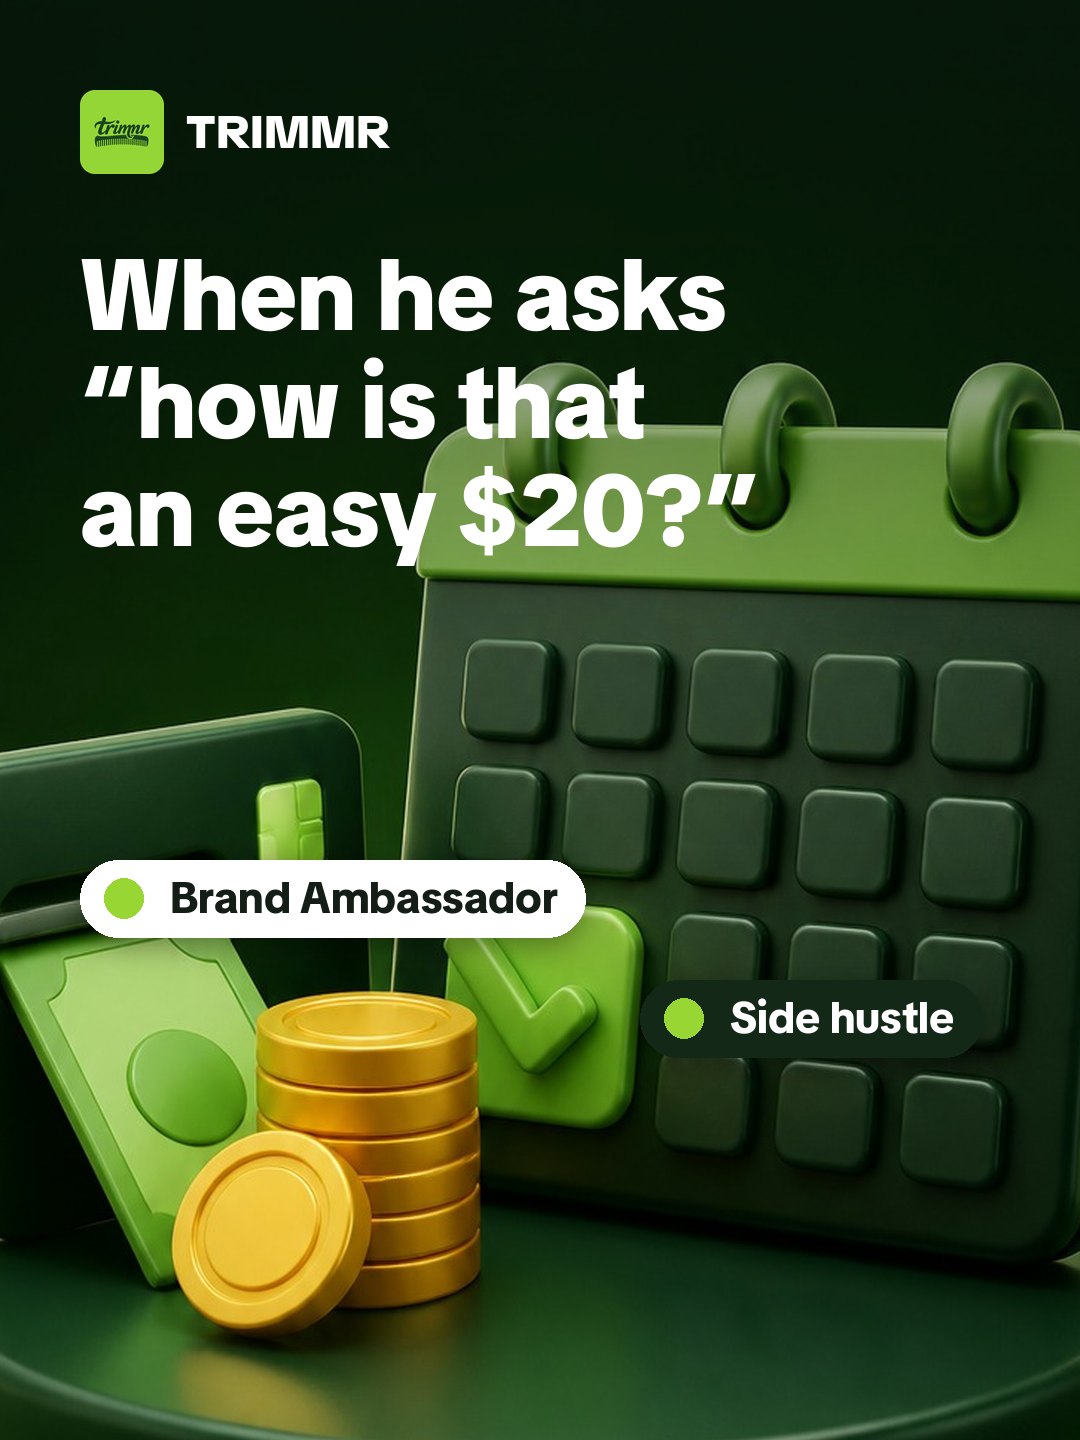 trimmr
TRIMMR
When he asks
“how is that
an easy $20?”
Brand Ambassador
Side hustle